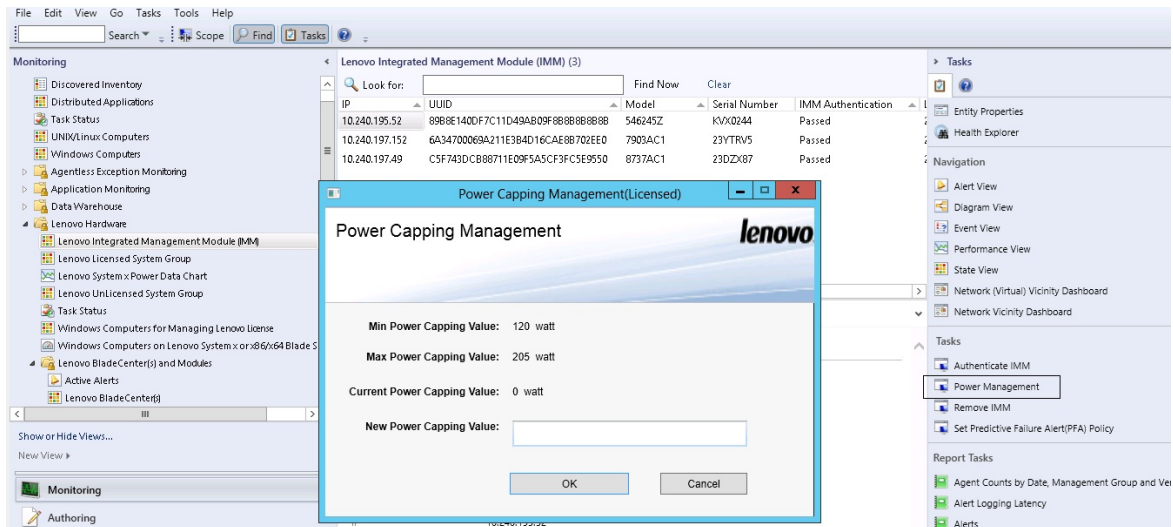 File Edit View Go Tasks Tools Help
Search Scope Find Tasks
Monitoring
Discovered Inventory
Distributed Applications
Task Status
UNIX/Linux Computers
Windows Computers
Agentless Exception Monitoring
Application Monitoring
Data Warehouse
Lenovo Hardware
Lenovo Integrated Management Module (IMM)
Lenovo Licensed System Group
Lenovo System x Power Data Chart
Lenovo UnLicensed System Group
Task Status
Windows Computers for Managing Lenovo License
Windows Computers on Lenovo System x or x86/x64 Blade S
Lenovo BladeCenter(s) and Modules
Active Alerts
Lenovo BladeCenter(s)
Show or Hide Views...
New View
Monitoring
Authoring
Lenovo Integrated Management Module (IMM) (3)
Look for: Find Now Clear
IP UUID Model Serial Number IMM Authentication
10.240.195.52 89B8E140DF7C11D49AB09F8B8B8B8B8B 546245Z KVX0244 Passed
10.240.197.152 6A34700069A211E3B4D16CAE8B702EE0 7903AC1 23YTRV5 Passed
10.240.197.49 C5F743DCB88711E09F5A5CF3FC5E9550 8737AC1 23DZX87 Passed
Power Capping Management(Licensed)
Power Capping Management
lenovo
Min Power Capping Value: 120 watt
Max Power Capping Value: 205 watt
Current Power Capping Value: 0 watt
New Power Capping Value:
OK Cancel
Tasks
Entity Properties
Health Explorer
Navigation
Alert View
Diagram View
Event View
Performance View
State View
Network (Virtual) Vicinity Dashboard
Network Vicinity Dashboard
Tasks
Authenticate IMM
Power Management
Remove IMM
Set Predictive Failure Alert(PFA) Policy
Report Tasks
Agent Counts by Date, Management Group and Ver
Alert Logging Latency
Alerts